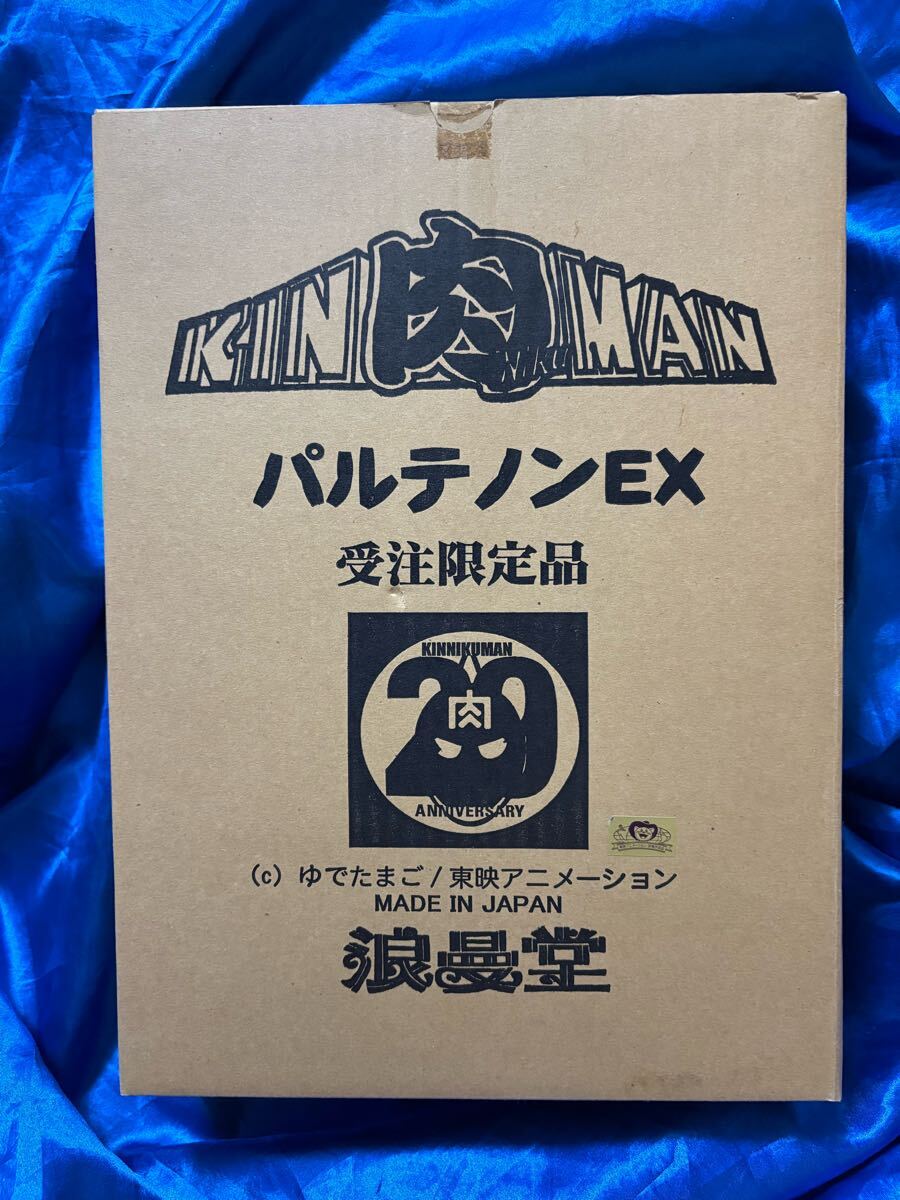 KIN肉MAN
NIKU
パルテノンEX
受注限定品
KINNIKUMAN
20
肉
ANNIVERSARY
(c) ゆでたまご/東映アニメーション
MADE IN JAPAN
浪曼堂